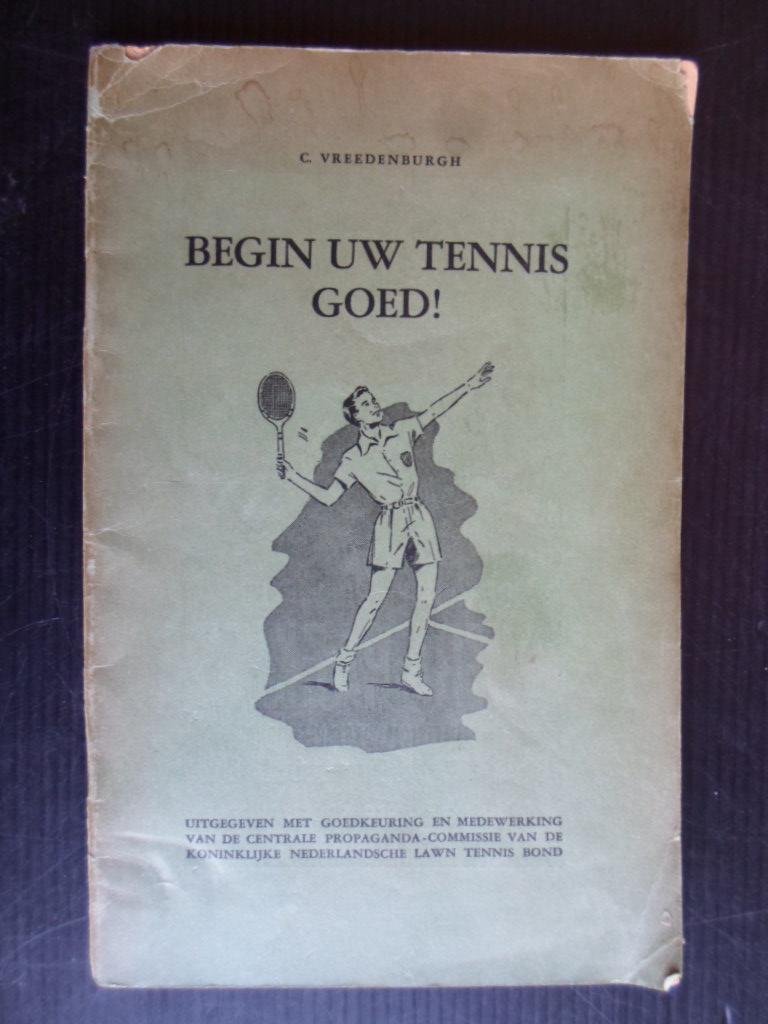 C. VREEDENBURGH
BEGIN UW TENNIS
GOED!
UITGEGEVEN MET GOEDKEURING EN MEDEWERKING
VAN DE CENTRALE PROPAGANDA-COMMISSIE VAN DE
KONINKLIJKE NEDERLANDSCHE LAWN TENNIS BOND